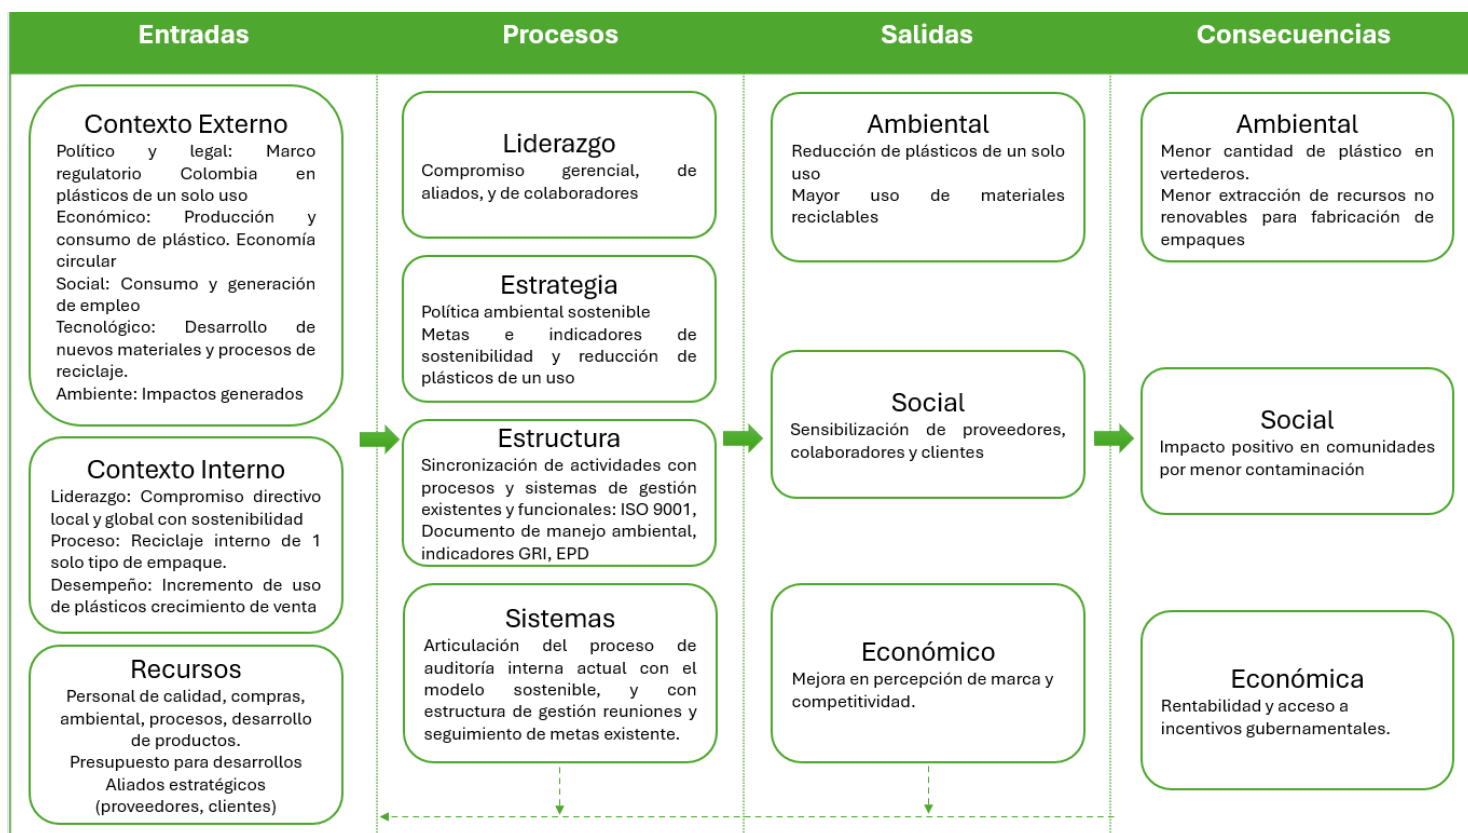 Entradas
Procesos
Salidas
Consecuencias
Contexto Externo
Político y legal: Marco
regulatorio Colombia en
plásticos de un solo uso
Económico: Producción y
consumo de plástico. Economía
circular
Social: Consumo y generación
de empleo
Tecnológico: Desarrollo de
nuevos materiales y procesos de
reciclaje.
Ambiente: Impactos generados
Contexto Interno
Liderazgo: Compromiso directivo
local y global con sostenibilidad
Proceso: Reciclaje interno de 1
solo tipo de empaque.
Desempeño: Incremento de uso
de plásticos crecimiento de venta
Recursos
Personal de calidad, compras,
ambiental, procesos, desarrollo
de productos.
Presupuesto para desarrollos
Aliados estratégicos
(proveedores, clientes)
Liderazgo
Compromiso gerencial, de
aliados, y de colaboradores
Estrategia
Política ambiental sostenible
Metas e indicadores de
sostenibilidad y reducción de
plásticos de un uso
Estructura
Sincronización de actividades con
procesos y sistemas de gestión
existentes y funcionales: ISO 9001,
Documento de manejo ambiental,
indicadores GRI, EPD
Sistemas
Articulación del proceso de
auditoría interna actual con el
modelo sostenible, y con
estructura de gestión reuniones y
seguimiento de metas existente.
Ambiental
Reducción de plásticos de un solo
uso
Mayor uso de materiales
reciclables
Social
Sensibilización de proveedores,
colaboradores y clientes
Económico
Mejora en percepción de marca y
competitividad.
Ambiental
Menor cantidad de plástico en
vertederos.
Menor extracción de recursos no
renovables para fabricación de
empaques
Social
Impacto positivo en comunidades
por menor contaminación
Económica
Rentabilidad y acceso a
incentivos gubernamentales.